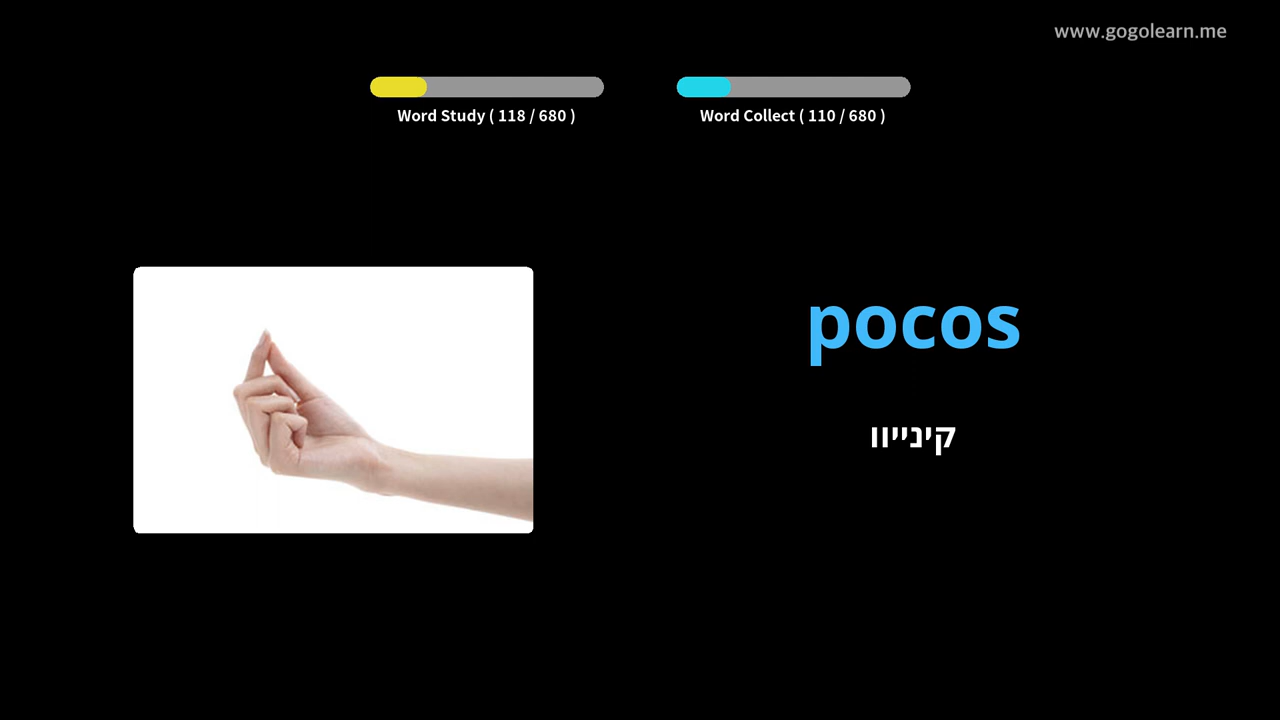 www.gogolearn.me
Word Study ( 118 / 680 )
Word Collect ( 110 / 680 )
pocos
קינייוו